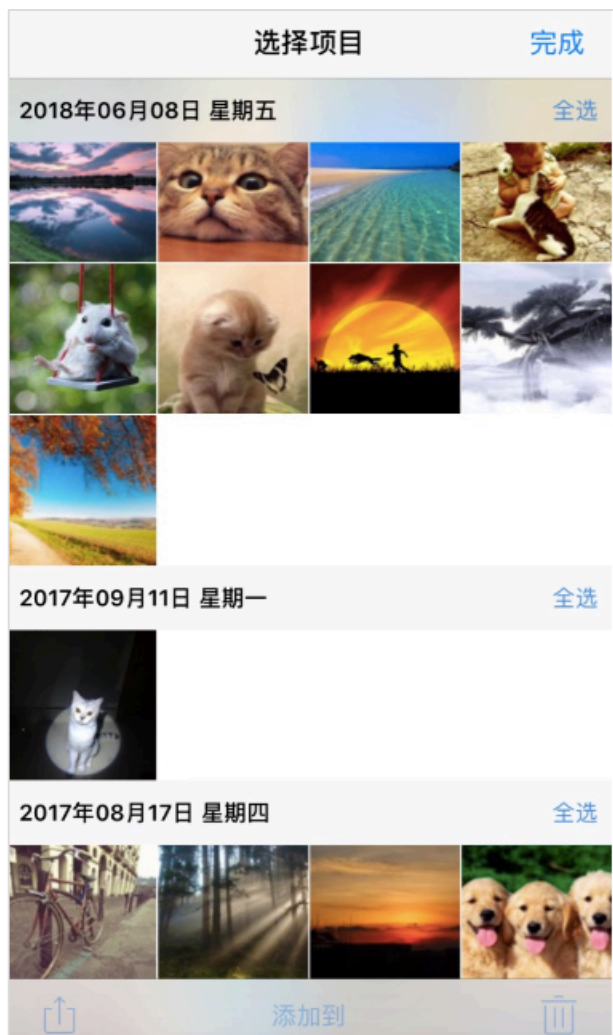 选择项目 完成
2018年06月08日 星期五 全选
2017年09月11日 星期一 全选
2017年08月17日 星期四 全选
添加到